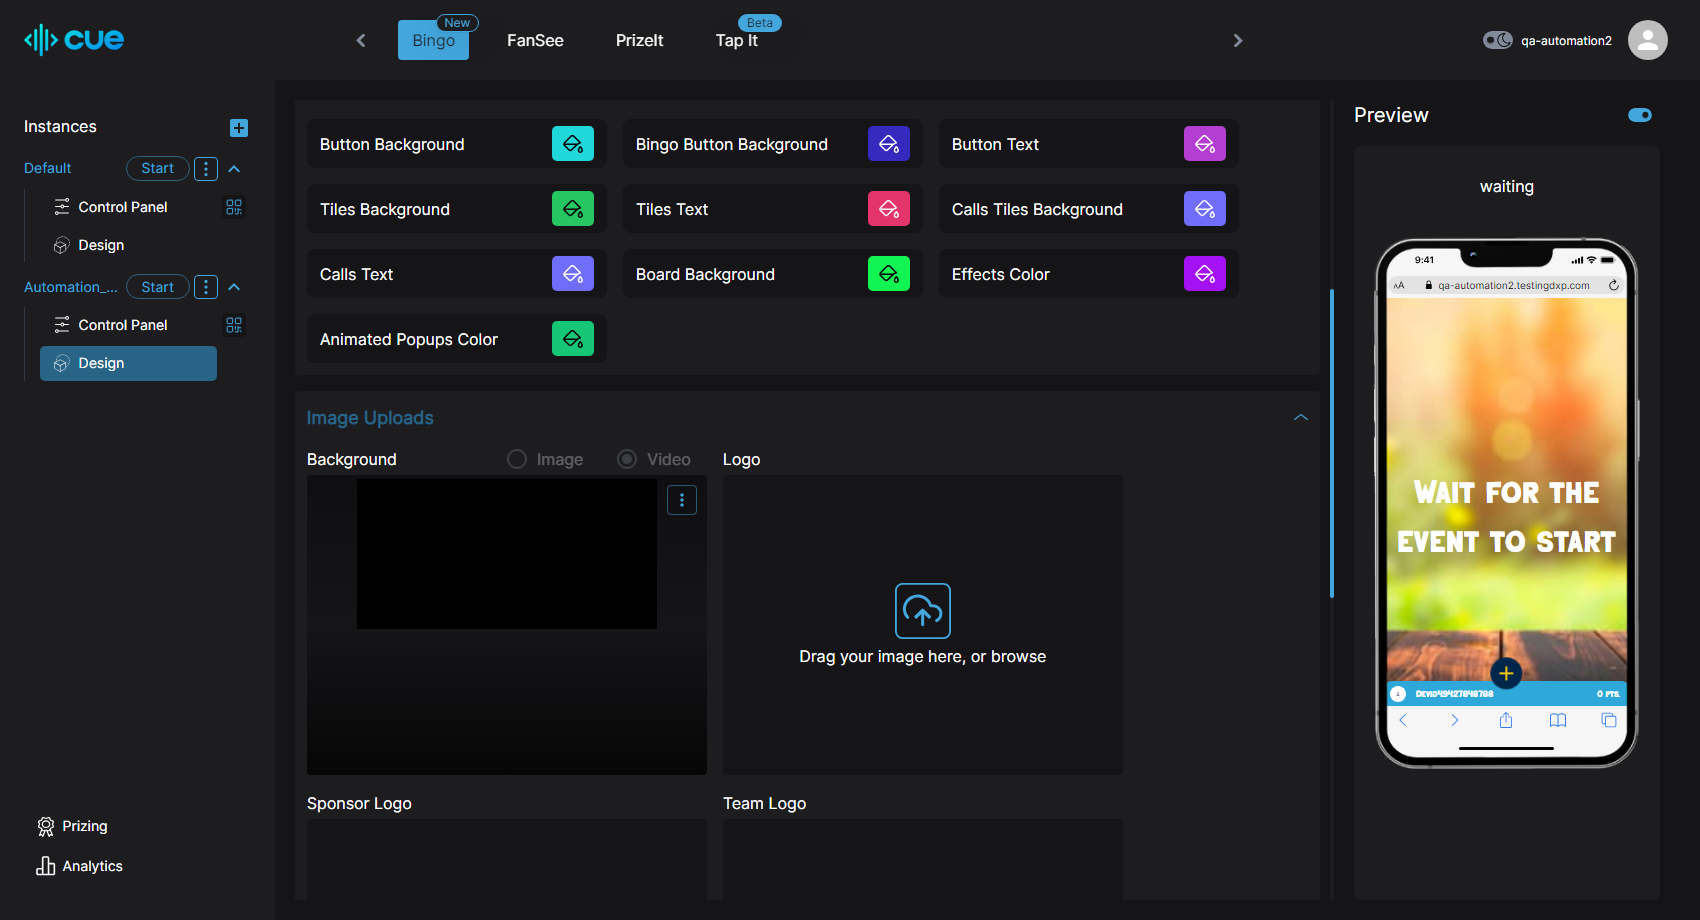 cue
New
Bingo
FanSee
PrizeIt
Beta
Tap It
qa-automation2
Instances
Default
Start
Control Panel
Design
Automation_...
Start
Control Panel
Design
Prizing
Analytics
Button Background
Bingo Button Background
Button Text
Tiles Background
Tiles Text
Calls Tiles Background
Calls Text
Board Background
Effects Color
Animated Popups Color
Image Uploads
Background
Image
Video
Logo
Drag your image here, or browse
Sponsor Logo
Team Logo
Preview
waiting
9:41
AA
qa-automation2.testingdxp.com
WAIT FOR THE
EVENT TO START
0 PTS.